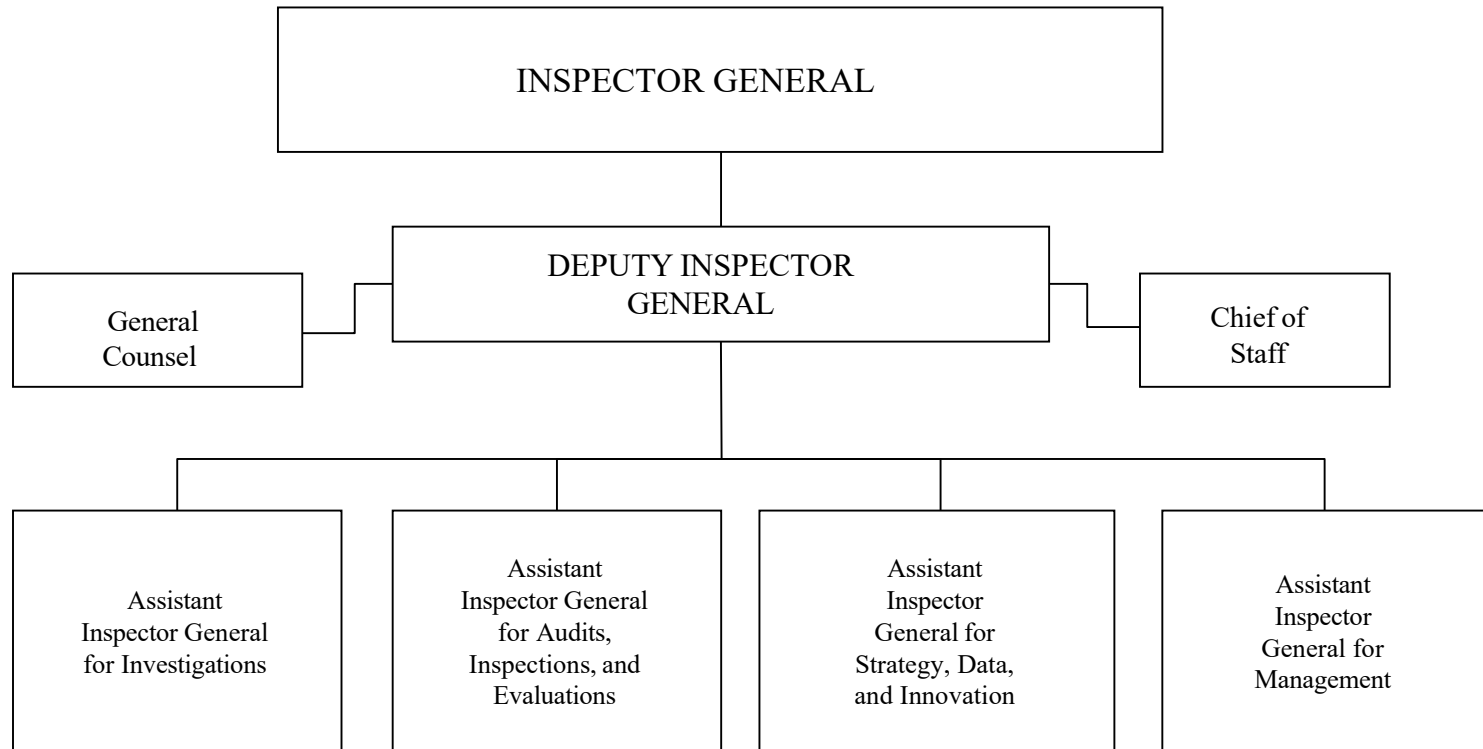 INSPECTOR GENERAL
DEPUTY INSPECTOR
GENERAL
General
Counsel
Chief of
Staff
Assistant
Inspector General
for Investigations
Assistant
Inspector General
for Audits,
Inspections, and
Evaluations
Assistant
Inspector
General for
Strategy, Data,
and Innovation
Assistant
Inspector
General for
Management